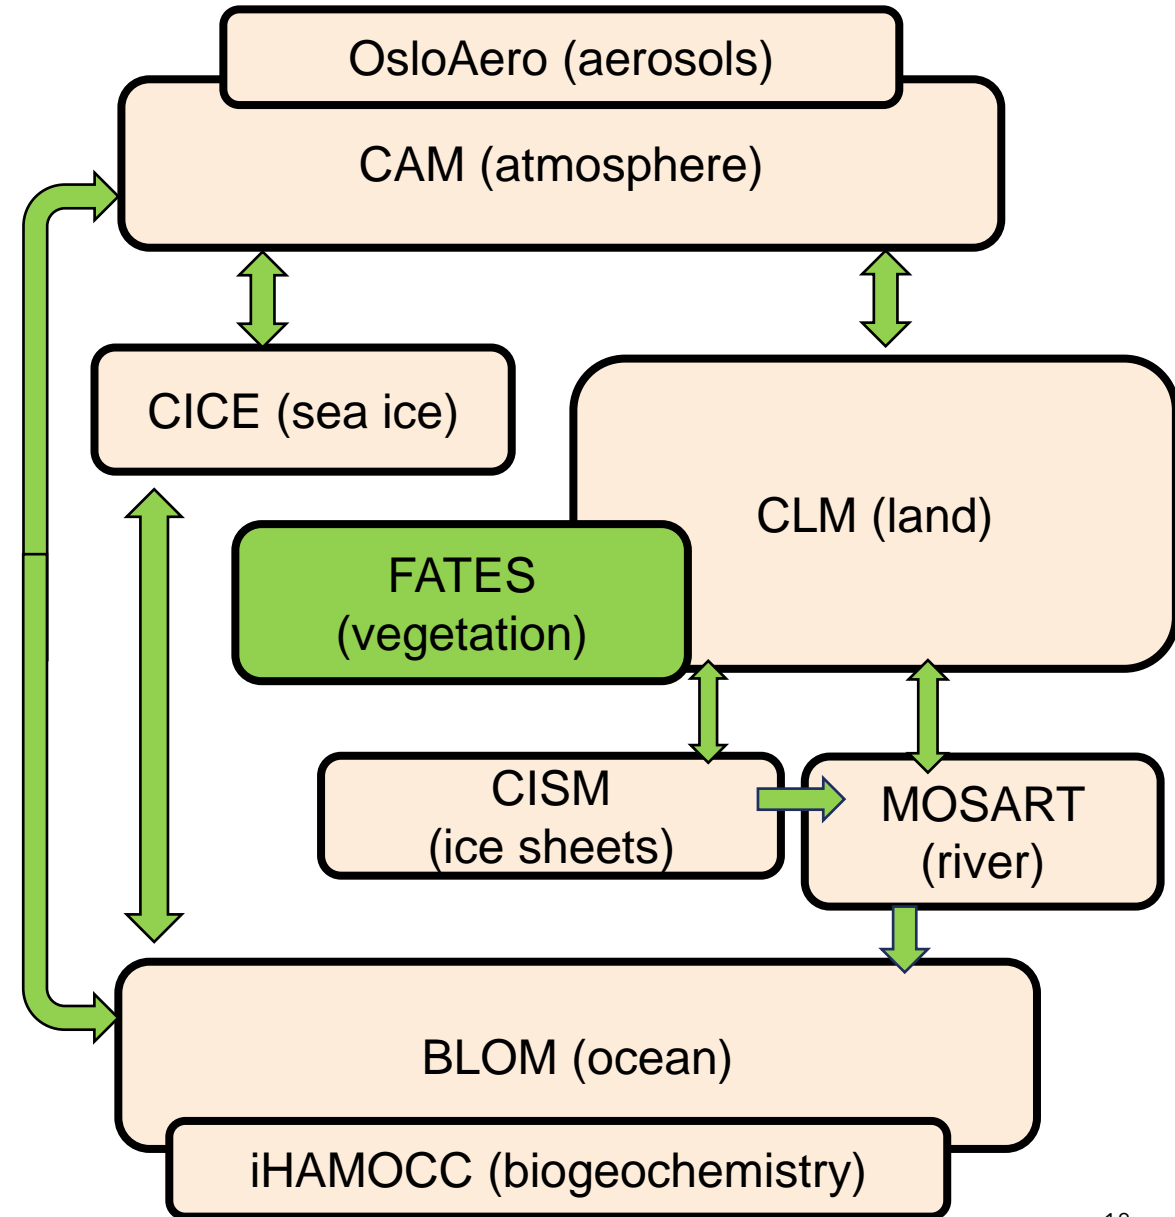 OsloAero (aerosols)
CAM (atmosphere)
CICE (sea ice)
CLM (land)
FATES
(vegetation)
CISM
(ice sheets)
MOSART
(river)
BLOM (ocean)
iHAMOCC (biogeochemistry)